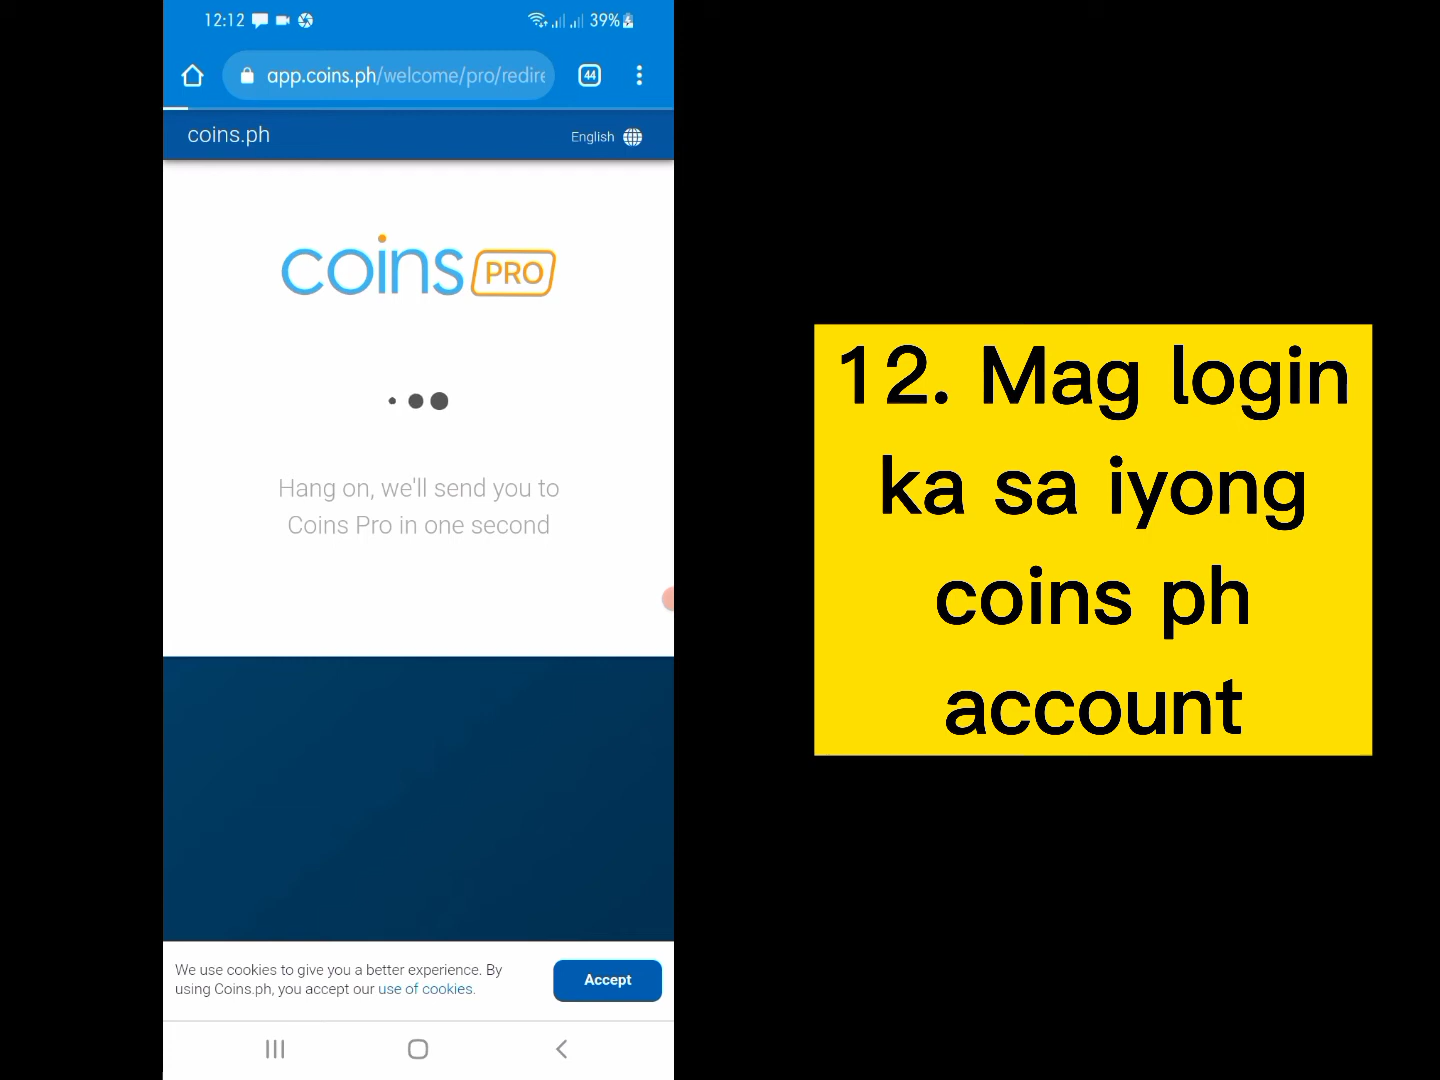 12:12
39%
app.coins.ph/welcome/pro/redire
44
coins.ph
English
coins PRO
Hang on, we'll send you to
Coins Pro in one second
We use cookies to give you a better experience. By
using Coins.ph, you accept our use of cookies.
Accept
12. Mag login
ka sa iyong
coins ph
account